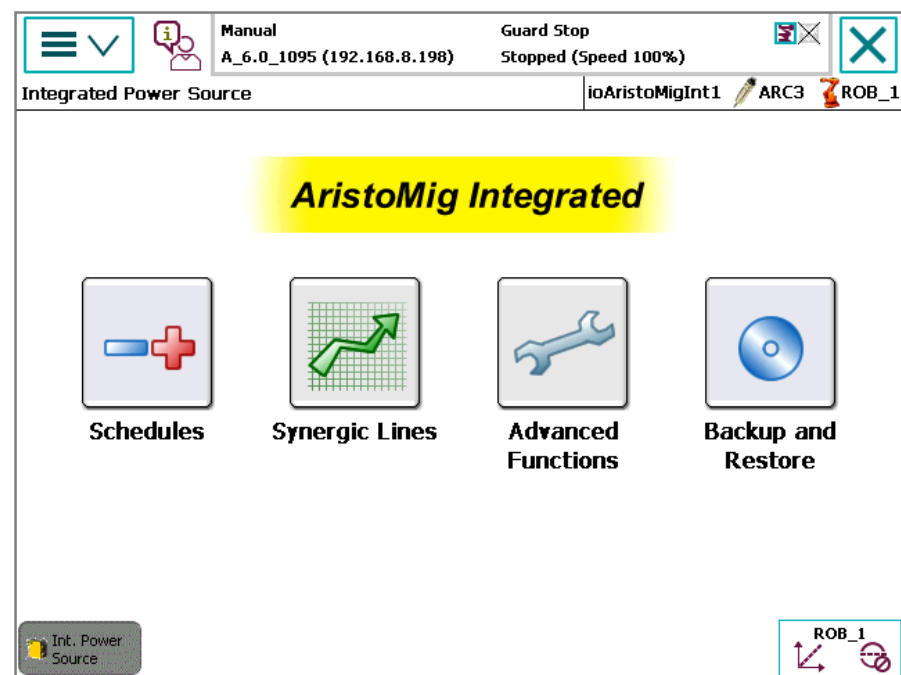 Manual
Guard Stop
A_6.0_1095 (192.168.8.198)
Stopped (Speed 100%)
Integrated Power Source
ioAristoMigInt1
ARC3
ROB_1
AristoMig Integrated
Schedules
Synergic Lines
Advanced
Functions
Backup and
Restore
Int. Power
Source
ROB_1